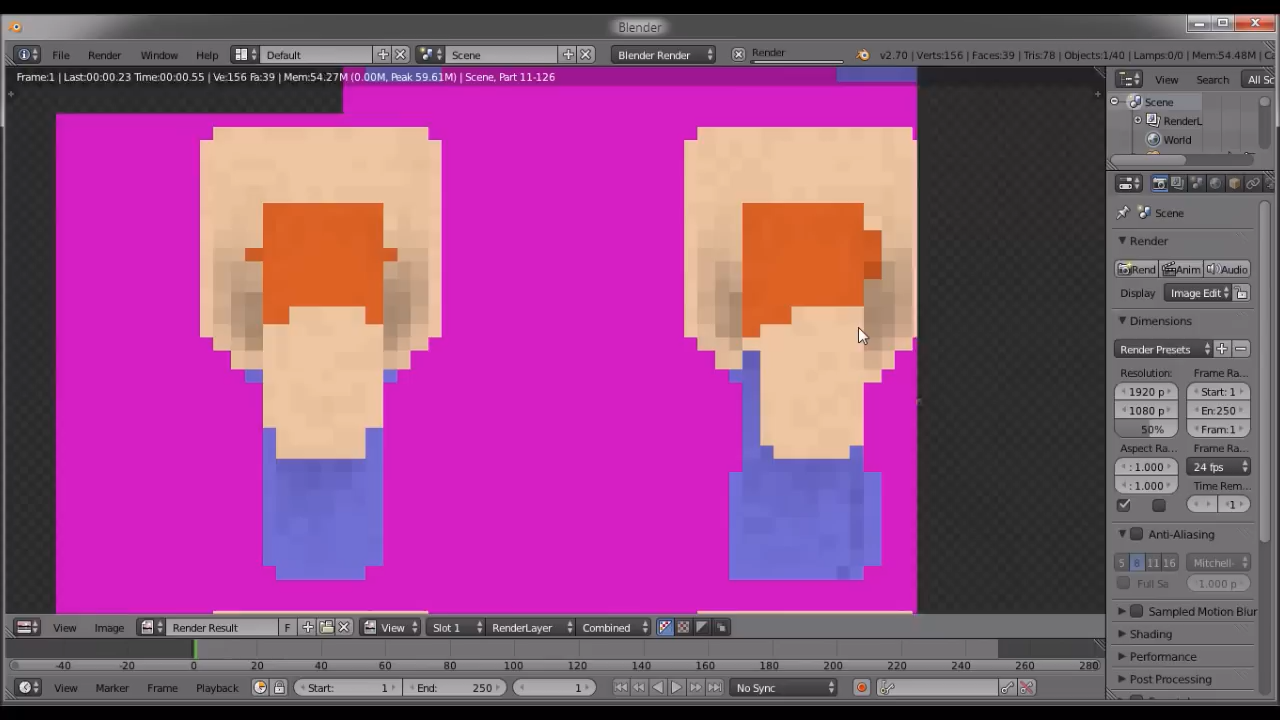 Blender
File Render Window Help Default Scene Blender Render Render v2.70 | Verts:156 | Faces:39 | Tris:78 | Objects:1/40 | Lamps:0/0 | Mem:54.48M |
Frame:1 | Last:00:00.23 Time:00:00.55 | Ve:156 Fa:39 | Mem:54.27M (0.00M, Peak 59.61M) | Scene, Part 11-126
View Search All Sc
Scene
RenderL
World
Scene
Render
Rend Anim Audio
Display Image Edit
Dimensions
Render Presets
Resolution: Frame Ra...
1920 p Start: 1
1080 p En:250
50% Fram:1
Aspect Ra... Frame Ra...
: 1.000 24 fps
: 1.000 Time Rem...
1
Anti-Aliasing
5 8 11 16 Mitchell-
Full Sa 1.000 p
Sampled Motion Blur
Shading
Performance
Post Processing
View Image Render Result F View Slot 1 RenderLayer Combined
-40 -20 0 20 40 60 80 100 120 140 160 180 200 220 240 260 280
View Marker Frame Playback Start: 1 End: 250 1 No Sync